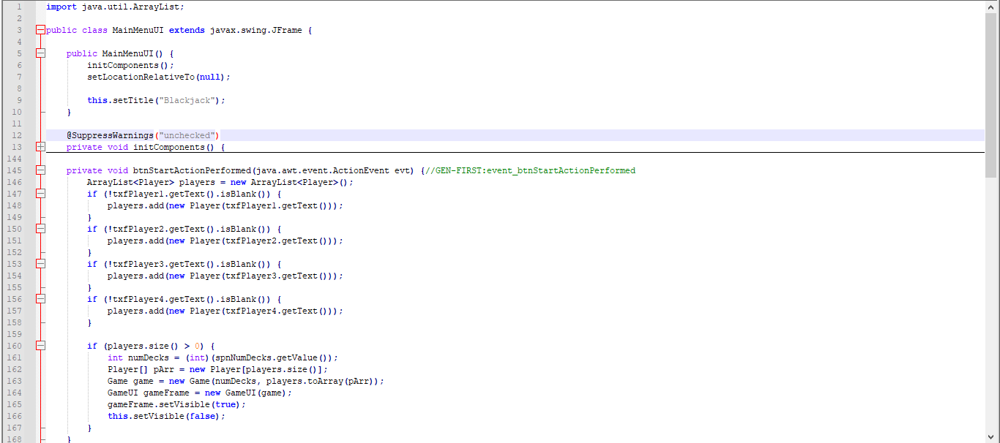 1 import java.util.ArrayList;
2
3 public class MainMenuUI extends javax.swing.JFrame {
4
5 public MainMenuUI() {
6 initComponents();
7 setLocationRelativeTo(null);
8
9 this.setTitle("Blackjack");
10 }
11
12 @SuppressWarnings("unchecked")
13 private void initComponents() {
144
145 private void btnStartActionPerformed(java.awt.event.ActionEvent evt) {//GEN-FIRST:event_btnStartActionPerformed
146 ArrayList<Player> players = new ArrayList<Player>();
147 if (!txfPlayer1.getText().isBlank()) {
148 players.add(new Player(txfPlayer1.getText()));
149 }
150 if (!txfPlayer2.getText().isBlank()) {
151 players.add(new Player(txfPlayer2.getText()));
152 }
153 if (!txfPlayer3.getText().isBlank()) {
154 players.add(new Player(txfPlayer3.getText()));
155 }
156 if (!txfPlayer4.getText().isBlank()) {
157 players.add(new Player(txfPlayer4.getText()));
158 }
159
160 if (players.size() > 0) {
161 int numDecks = (int)(spnNumDecks.getValue());
162 Player[] pArr = new Player[players.size()];
163 Game game = new Game(numDecks, players.toArray(pArr));
164 GameUI gameFrame = new GameUI(game);
165 gameFrame.setVisible(true);
166 this.setVisible(false);
167 }
168 }